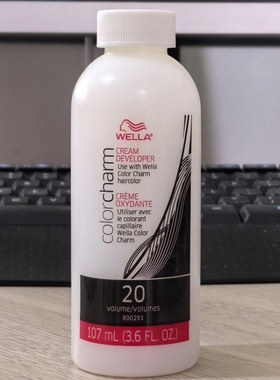 WELLA
CREAM
DEVELOPER
Use with Wella
Color Charm
haircolor
CRÈME
OXYDANTE
Utiliser avec
le colorant
capillaire
Wella Color
Charm
colorcharm
20
volume/volumes
800291
107 mL (3.6 FL. OZ.)